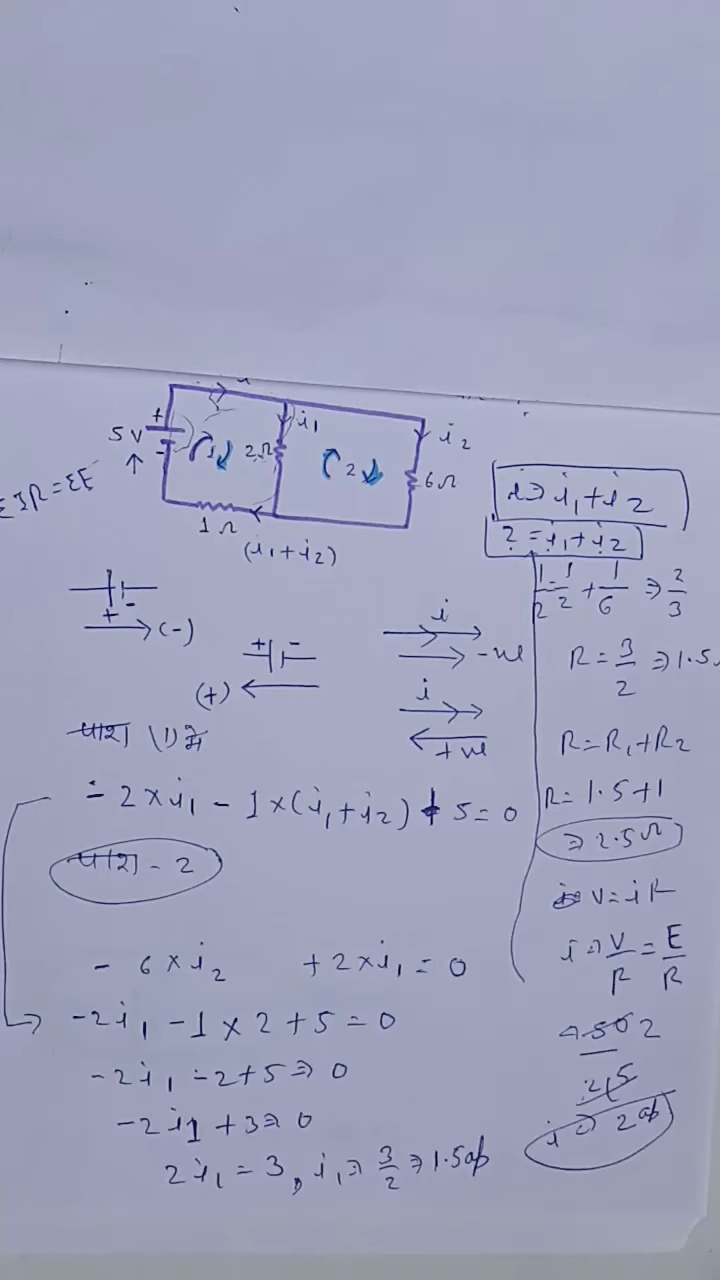 5V
+
-
i₁
i₂
2Ω
1
2
6Ω
1Ω
(i₁+i₂)
ΣIR=ΣE
i⇒i₁+i₂
2=i₁+i₂
1/2+1/6⇒2/3
+ -
(-)
+ -
(+)
i
-ve
i
+ve
R=3/2⇒1.5
पाश (1) में
R=R₁+R₂
-2×i₁-1×(i₁+i₂)+5=0
R=1.5+1
⇒2.5Ω
पाश-2
V=iR
-6×i₂ +2×i₁=0
i⇒V/R=E/R
-2i₁-1×2+5=0
-2i₁-2+5⇒0
-2i1+3⇒0
2i₁=3, i₁⇒3/2⇒1.5
i⇒2